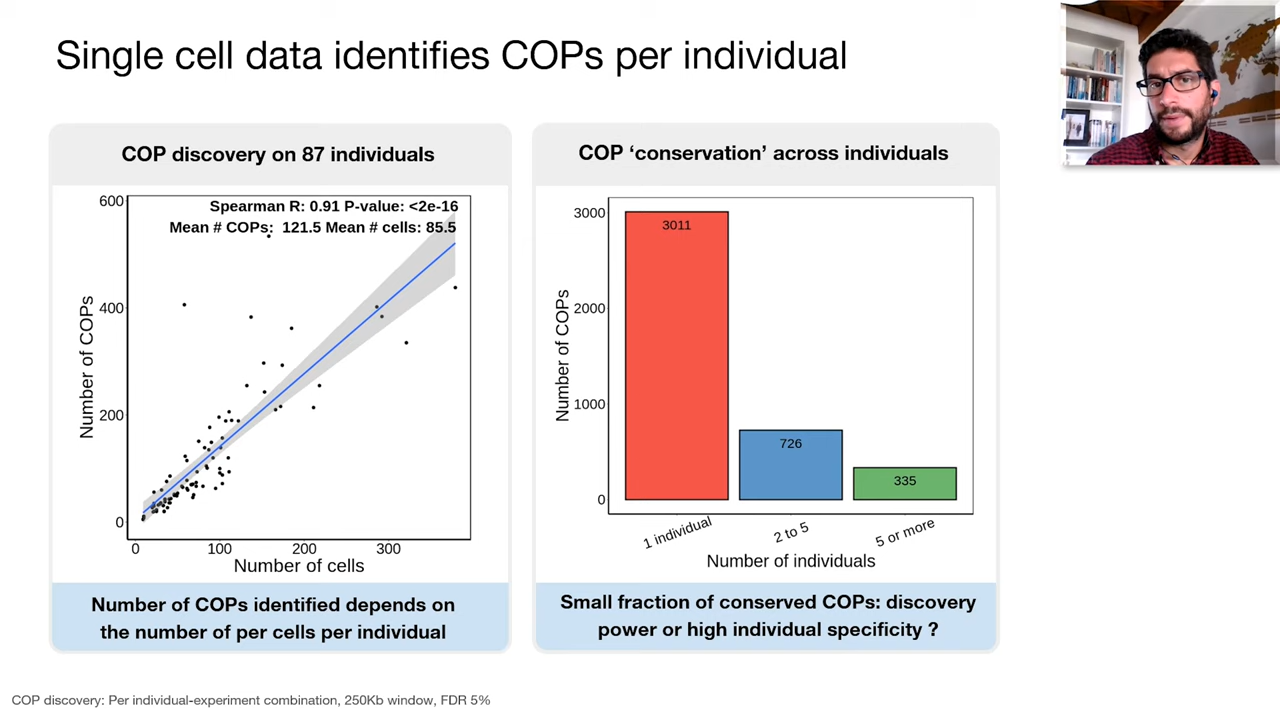 Single cell data identifies COPs per individual
COP discovery on 87 individuals
Spearman R: 0.91 P-value: <2e-16
Mean # COPs: 121.5 Mean # cells: 85.5
Number of COPs
600
400
200
0
0 100 200 300
Number of cells
Number of COPs identified depends on
the number of per cells per individual
COP ‘conservation’ across individuals
Number of COPs
3000
2000
1000
0
3011
726
335
1 individual
2 to 5
5 or more
Number of individuals
Small fraction of conserved COPs: discovery
power or high individual specificity ?
COP discovery: Per individual-experiment combination, 250Kb window, FDR 5%